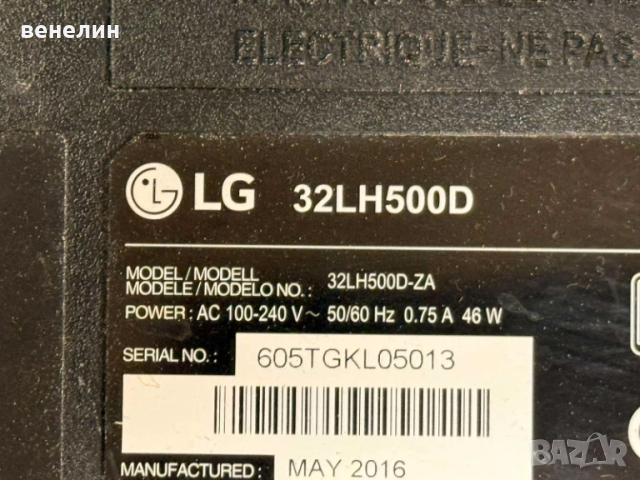 венелин
ELECTRIQUE-NE PAS
LG 32LH500D
MODEL / MODELL
MODELE / MODELO NO.: 32LH500D-ZA
POWER : AC 100-240 V~ 50/60 Hz 0.75 A 46 W
SERIAL NO.: 605TGKL05013
MANUFACTURED : MAY 2016
BAZAR